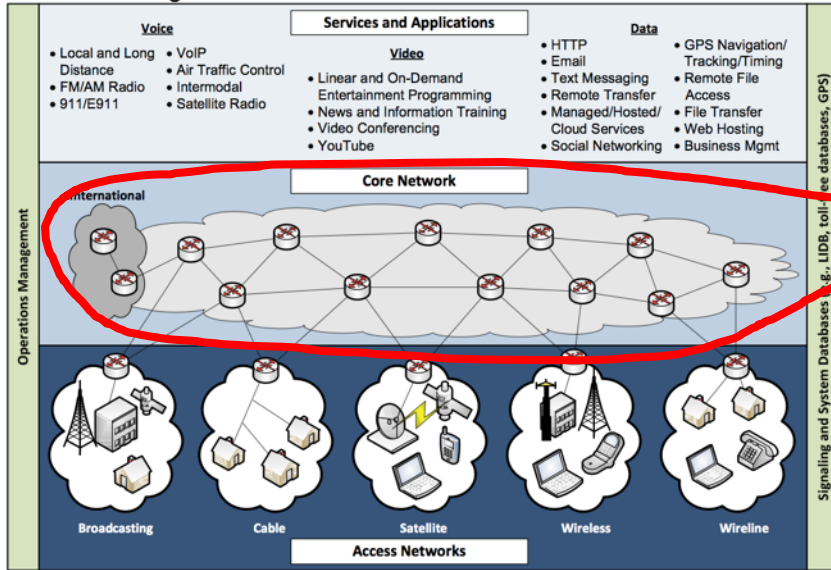 Services and Applications
Voice
• Local and Long
Distance
• FM/AM Radio
• 911/E911
• VoIP
• Air Traffic Control
• Intermodal
• Satellite Radio
Video
• Linear and On-Demand
Entertainment Programming
• News and Information Training
• Video Conferencing
• YouTube
Data
• HTTP
• Email
• Text Messaging
• Remote Transfer
• Managed/Hosted/
Cloud Services
• Social Networking
• GPS Navigation/
Tracking/Timing
• Remote File
Access
• File Transfer
• Web Hosting
• Business Mgmt
Operations Management
Core Network
International
Signaling and System Databases (e.g., LIDB, toll-free databases, GPS)
Broadcasting
Cable
Satellite
Wireless
Wireline
Access Networks